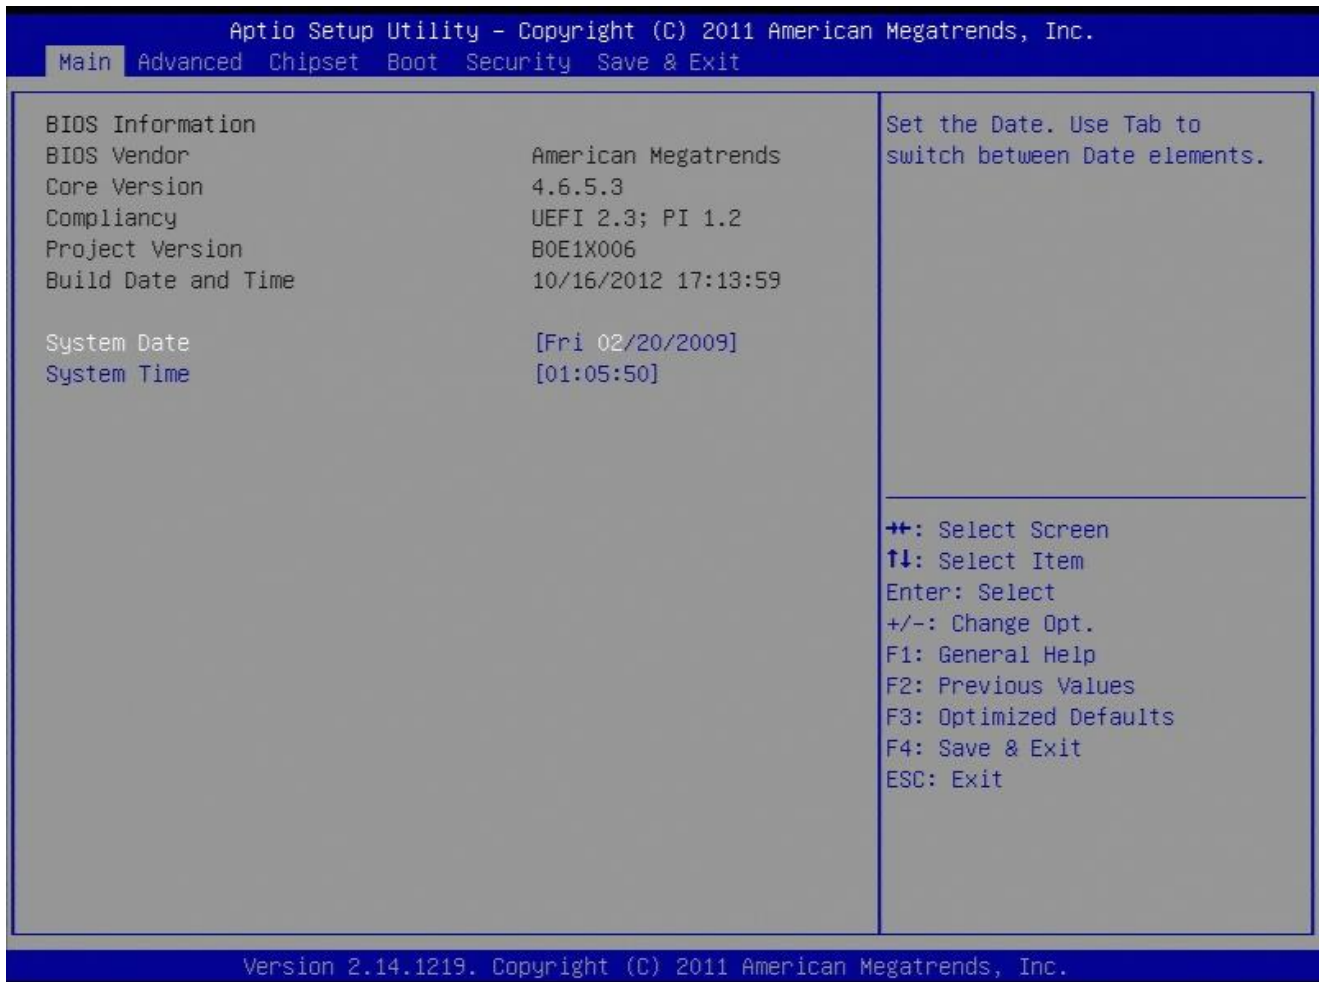 Aptio Setup Utility – Copyright (C) 2011 American Megatrends, Inc.
Main Advanced Chipset Boot Security Save & Exit
BIOS Information
BIOS Vendor American Megatrends
Core Version 4.6.5.3
Compliancy UEFI 2.3; PI 1.2
Project Version B0E1X006
Build Date and Time 10/16/2012 17:13:59
System Date [Fri 02/20/2009]
System Time [01:05:50]
Set the Date. Use Tab to
switch between Date elements.
→←: Select Screen
↑↓: Select Item
Enter: Select
+/-: Change Opt.
F1: General Help
F2: Previous Values
F3: Optimized Defaults
F4: Save & Exit
ESC: Exit
Version 2.14.1219. Copyright (C) 2011 American Megatrends, Inc.